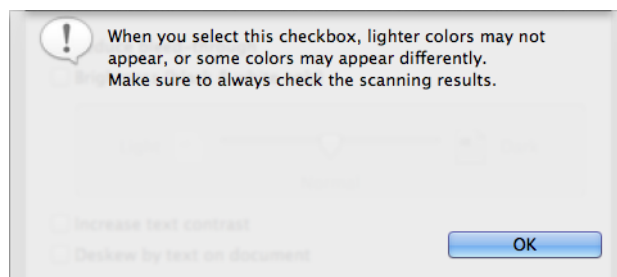 When you select this checkbox, lighter colors may not
appear, or some colors may appear differently.
Make sure to always check the scanning results.
Increase text contrast
Deskew by text on document
OK